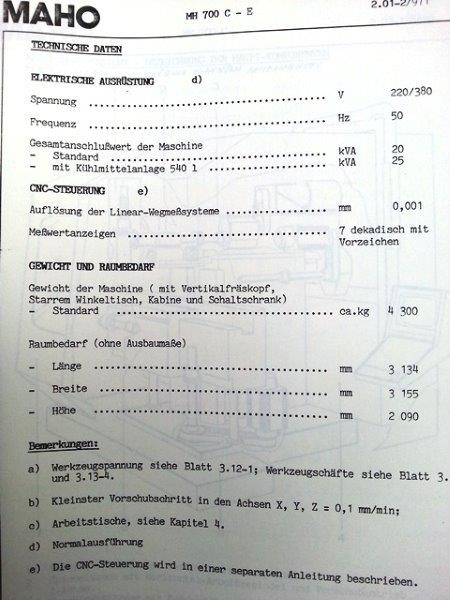 MAHO
MH 700 C - E
2.01-2/
TECHNISCHE DATEN
ELEKTRISCHE AUSRÜSTUNG d)
Spannung ........................................ V 220/380
Frequenz ........................................ Hz 50
Gesamtanschlußwert der Maschine
- Standard ........................................ kVA 20
- mit Kühlmittelanlage 540 l ........................ kVA 25
CNC-STEUERUNG e)
Auflösung der Linear-Wegmeßsysteme ................ mm 0,001
Meßwertanzeigen ................................ 7 dekadisch mit
Vorzeichen
GEWICHT UND RAUMBEDARF
Gewicht der Maschine ( mit Vertikalfräskopf,
Starrem Winkeltisch, Kabine und Schaltschrank)
- Standard ................................ ca.kg 4 300
Raumbedarf (ohne Ausbaumaße)
- Länge ........................................ mm 3 134
- Breite ........................................ mm 3 155
- Höhe ........................................ mm 2 090
Bemerkungen:
a) Werkzeugspannung siehe Blatt 3.12-1; Werkzeugschäfte siehe Blatt 3.
und 3.13-4.
b) Kleinster Vorschubschritt in den Achsen X, Y, Z = 0,1 mm/min;
c) Arbeitstische, siehe Kapitel 4.
d) Normalausführung
e) Die CNC-Steuerung wird in einer separaten Anleitung beschrieben.